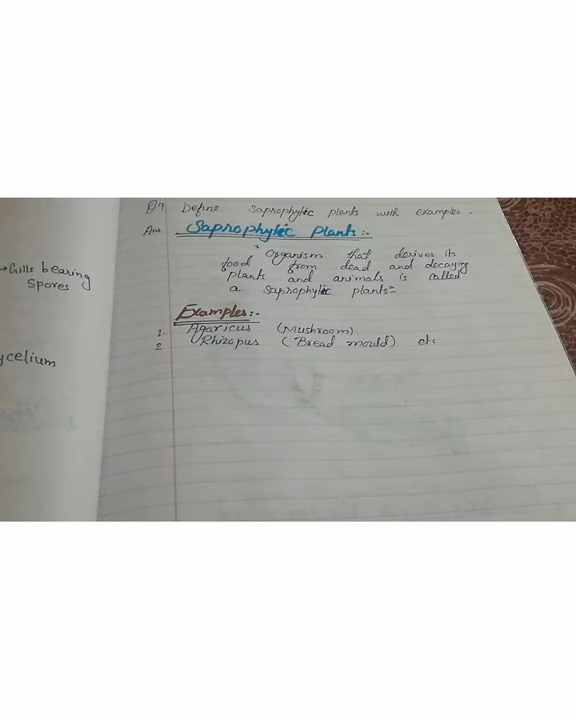 → Gills bearing
Spores
ycelium
Q9 Define Saprophytic plants with examples.
Ans Saprophytic Plants:-
" Organism that derives its
food from dead and decaying
plants and animals is called
a Saprophytic plants"-
Examples:-
1- Agaricus (Mushroom)
2 Rhizopus (Bread mould) etc